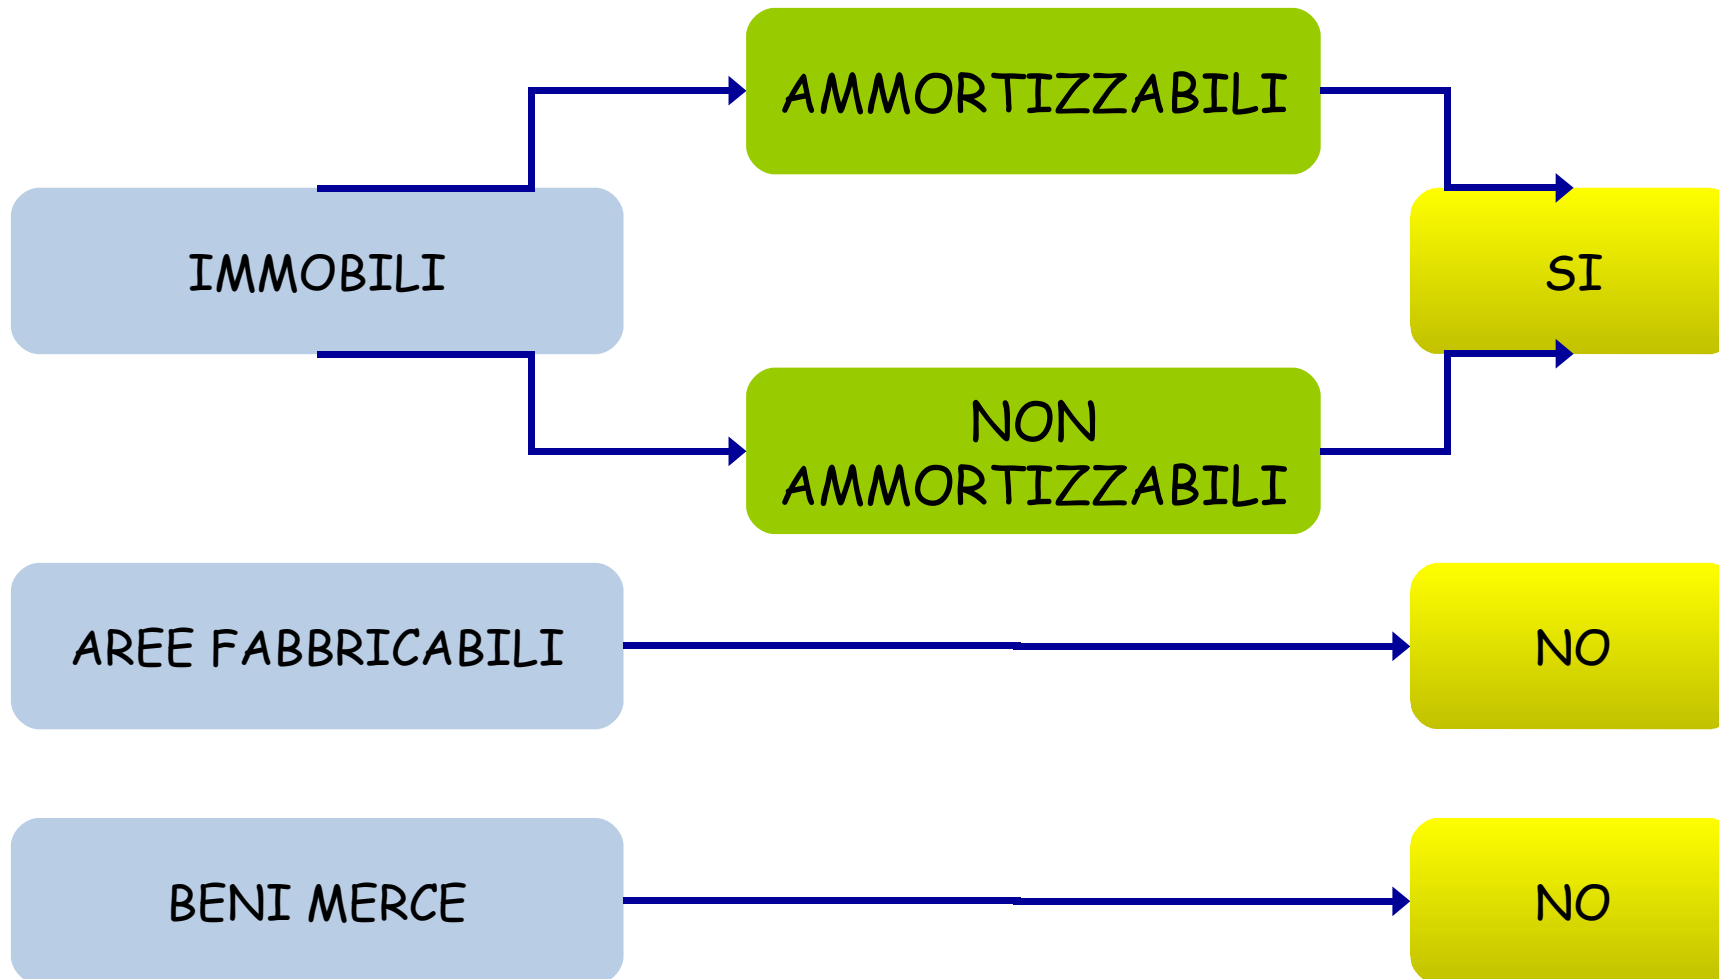 AMMORTIZZABILI
IMMOBILI
SI
NON
AMMORTIZZABILI
AREE FABBRICABILI
NO
BENI MERCE
NO